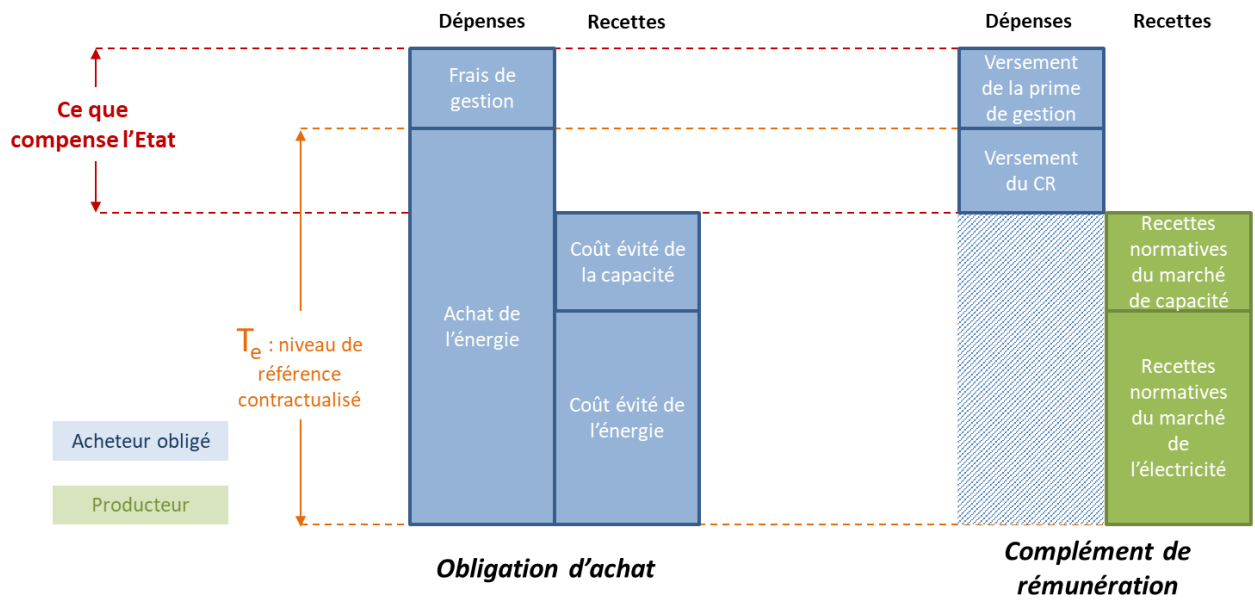 Dépenses
Recettes
Dépenses
Recettes
Ce que
compense l'Etat
Frais de
gestion
Versement
de la prime
de gestion
Versement
du CR
Achat de
l'énergie
Coût évité de
la capacité
Coût évité de
l'énergie
Recettes
normatives
du marché
de capacité
Recettes
normatives
du marché
de
l'électricité
Te : niveau de
référence
contractualisé
Acheteur obligé
Producteur
Obligation d'achat
Complément de
rémunération